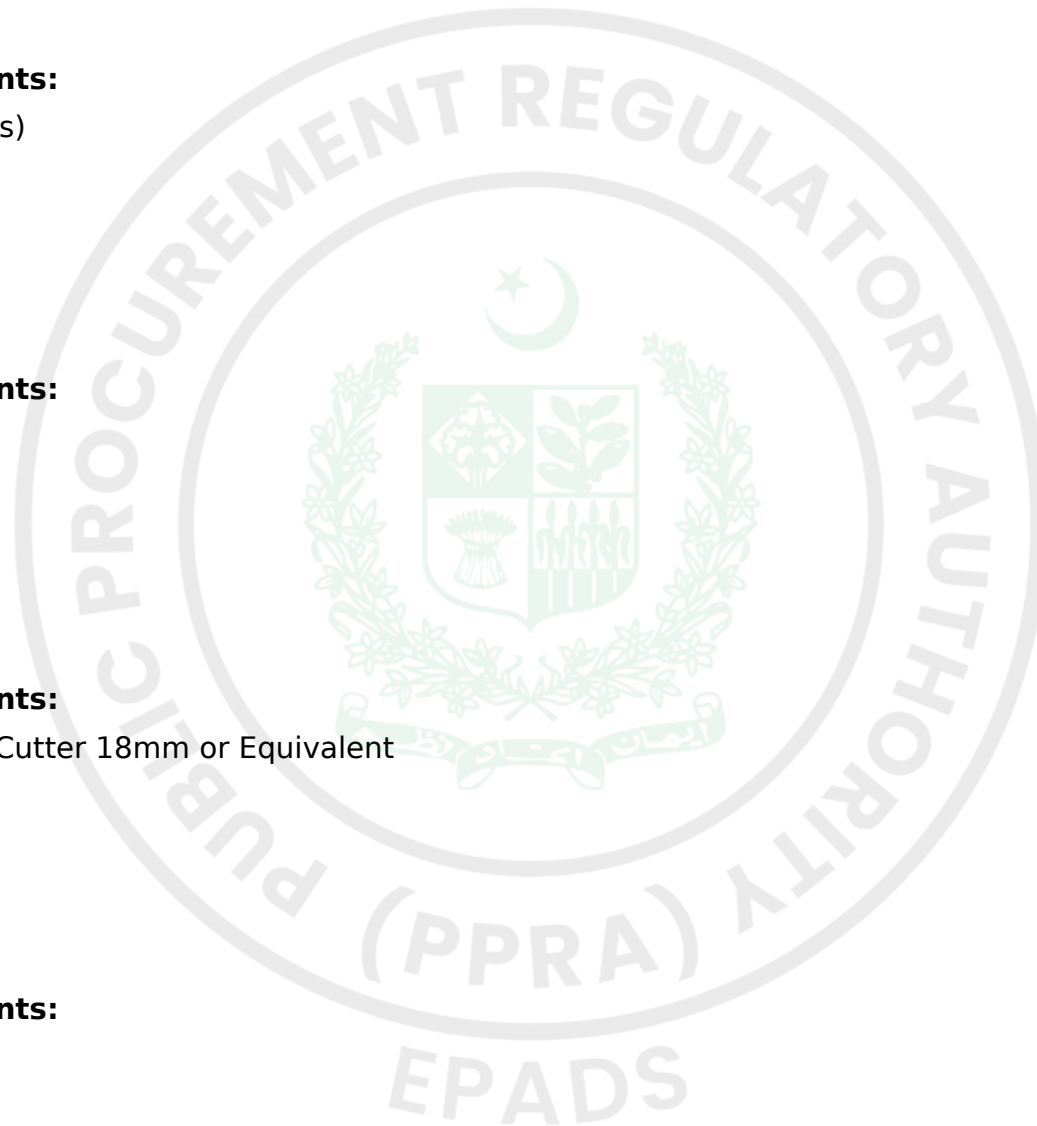 nts:
s)
nts:
nts:
Cutter 18mm or Equivalent
nts:
PUBLIC PROCUREMENT REGULATORY AUTHORITY
(PPRA)
EPADS